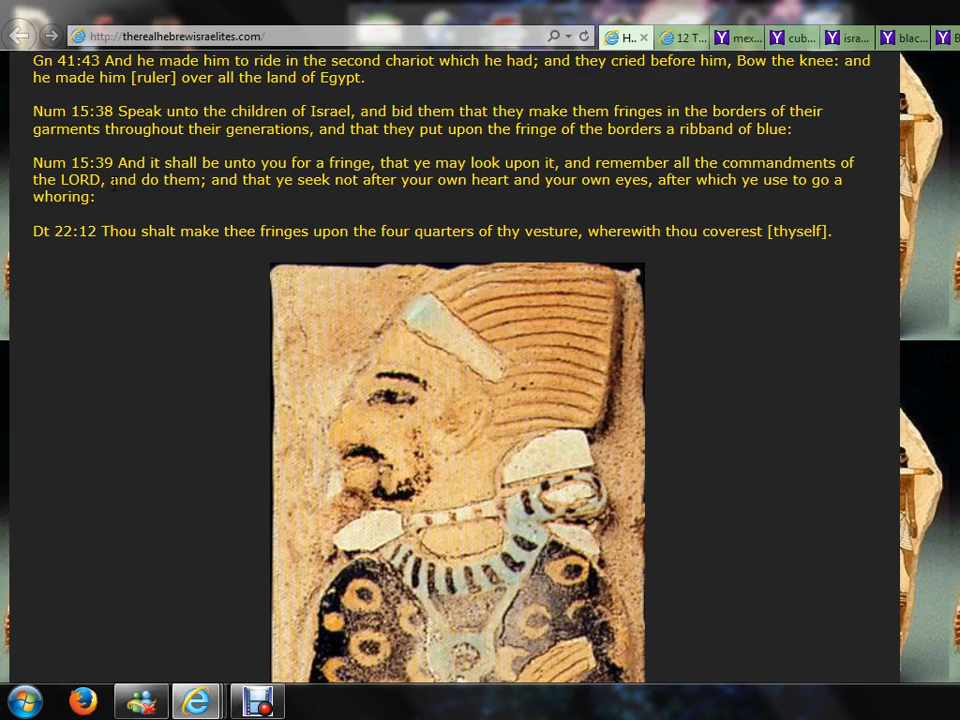 http://therealhebrewisraelites.com/
H...
12 T...
mex...
cub...
isra...
blac...
B
Gn 41:43 And he made him to ride in the second chariot which he had; and they cried before him, Bow the knee: and
he made him [ruler] over all the land of Egypt.
Num 15:38 Speak unto the children of Israel, and bid them that they make them fringes in the borders of their
garments throughout their generations, and that they put upon the fringe of the borders a ribband of blue:
Num 15:39 And it shall be unto you for a fringe, that ye may look upon it, and remember all the commandments of
the LORD, and do them; and that ye seek not after your own heart and your own eyes, after which ye use to go a
whoring:
Dt 22:12 Thou shalt make thee fringes upon the four quarters of thy vesture, wherewith thou coverest [thyself].